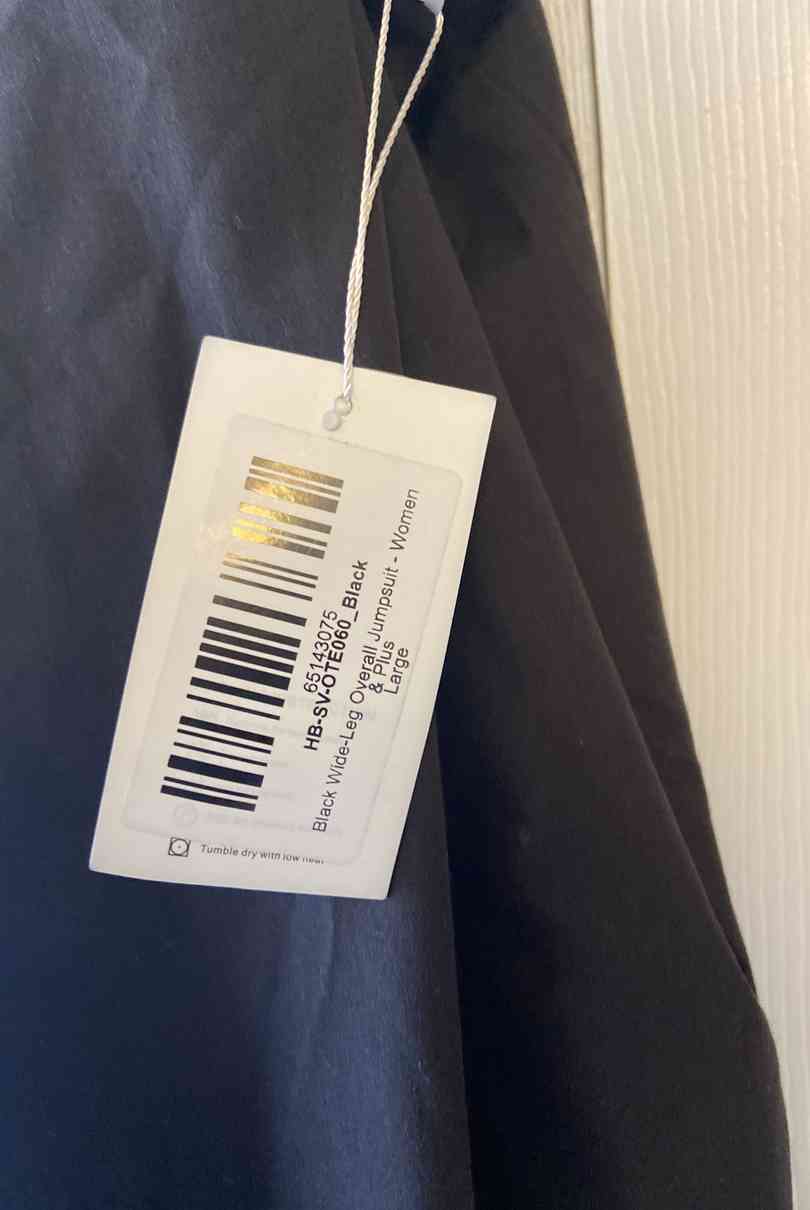 65143075
HB-SV-OTE060_Black
Black Wide-Leg Overall Jumpsuit - Women
& Plus
Large
Tumble dry with low heat